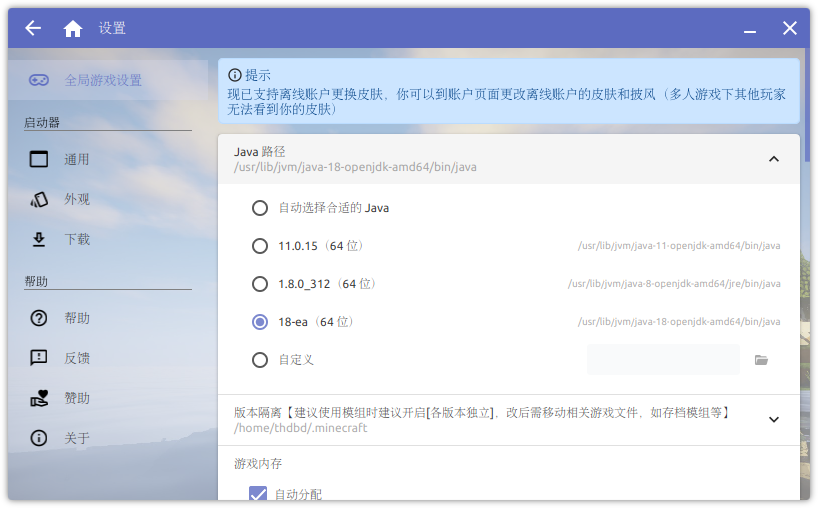 设置
全局游戏设置
启动器
通用
外观
下载
帮助
帮助
反馈
赞助
关于
提示
现已支持离线账户更换皮肤，你可以到账户页面更改离线账户的皮肤和披风（多人游戏下其他玩家
无法看到你的皮肤）
Java 路径
/usr/lib/jvm/java-18-openjdk-amd64/bin/java
自动选择合适的 Java
11.0.15（64 位） /usr/lib/jvm/java-11-openjdk-amd64/bin/java
1.8.0_312（64 位） /usr/lib/jvm/java-8-openjdk-amd64/jre/bin/java
18-ea（64 位） /usr/lib/jvm/java-18-openjdk-amd64/bin/java
自定义
版本隔离【建议使用模组时建议开启[各版本独立]，改后需移动相关游戏文件，如存档模组等】
/home/thdbd/.minecraft
游戏内存
自动分配